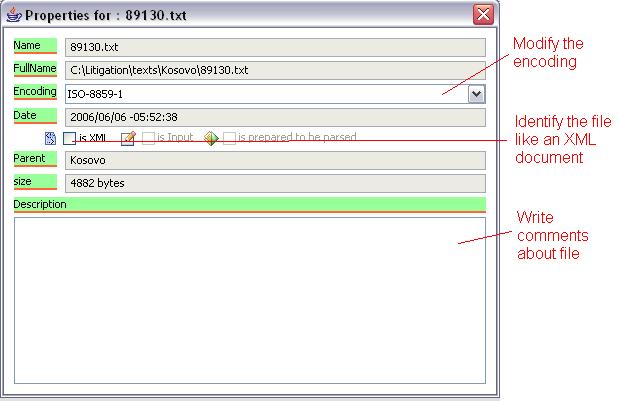 Properties for : 89130.txt
Name 89130.txt
FullName C:\Litigation\texts\Kosovo\89130.txt
Encoding ISO-8859-1
Date 2006/06/06 -05:52:38
is XML is Input is prepared to be parsed
Parent Kosovo
size 4882 bytes
Description
Modify the
encoding
Identify the file
like an XML
document
Write
comments
about file